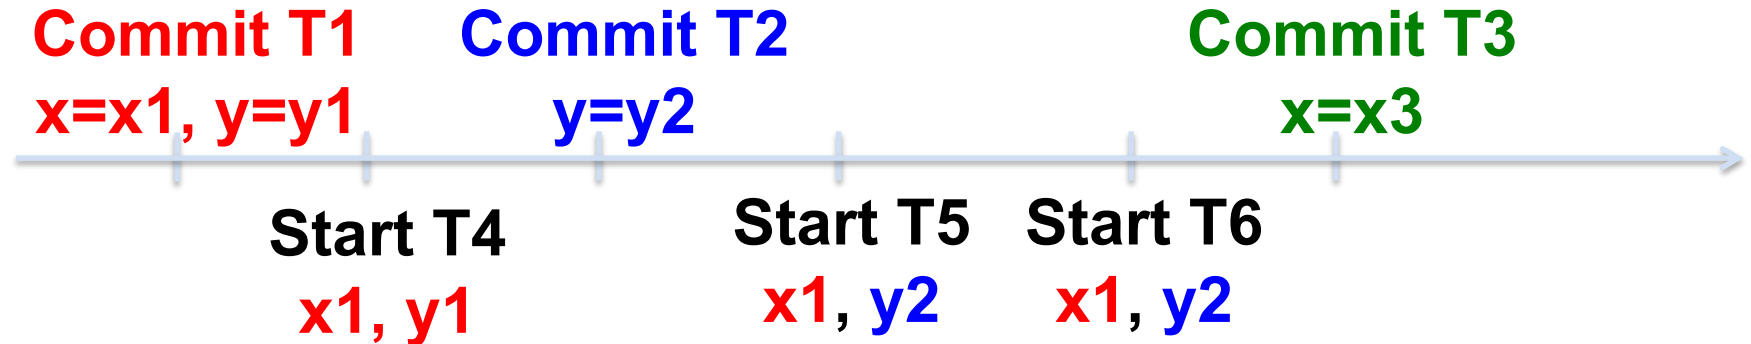 Commit T1
x=x1, y=y1
Commit T2
y=y2
Commit T3
x=x3
Start T4
x1, y1
Start T5
x1, y2
Start T6
x1, y2